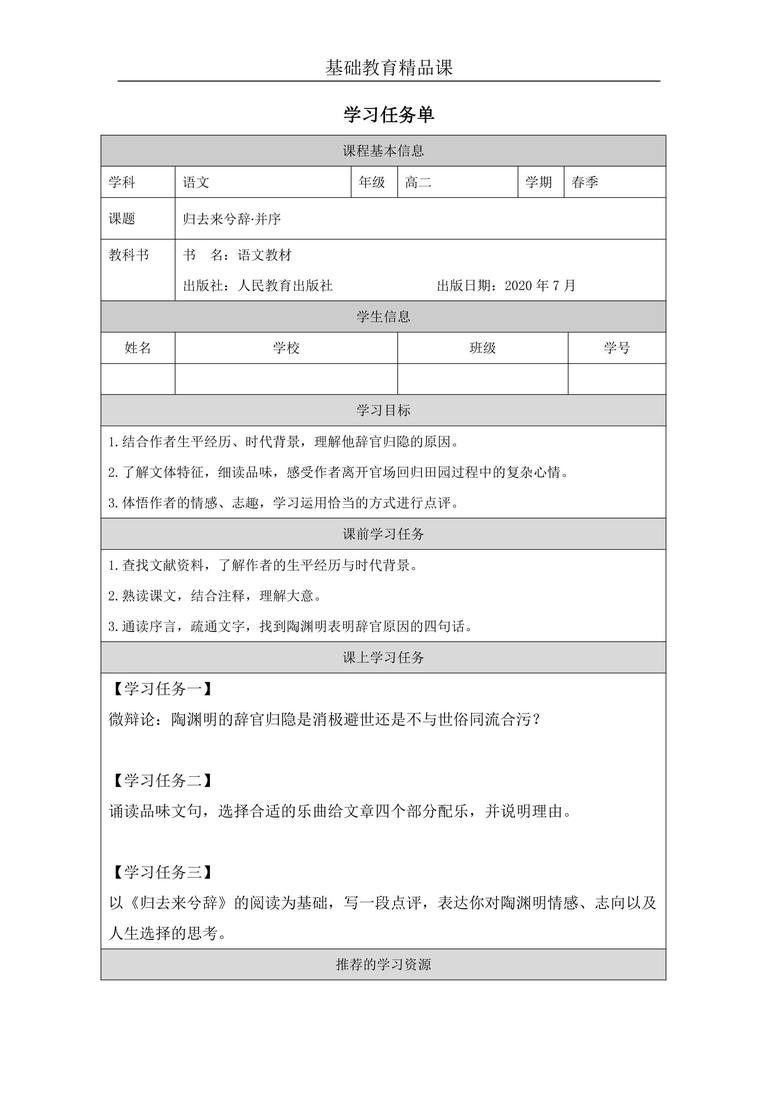 基础教育精品课
学习任务单
课程基本信息
学科 语文 年级 高二 学期 春季
课题 归去来兮辞·并序
教科书 书 名：语文教材
出版社：人民教育出版社 出版日期：2020 年 7 月
学生信息
姓名 学校 班级 学号
学习目标
1.结合作者生平经历、时代背景，理解他辞官归隐的原因。
2.了解文体特征，细读品味，感受作者离开官场回归田园过程中的复杂心情。
3.体悟作者的情感、志趣，学习运用恰当的方式进行点评。
课前学习任务
1.查找文献资料，了解作者的生平经历与时代背景。
2.熟读课文，结合注释，理解大意。
3.通读序言，疏通文字，找到陶渊明表明辞官原因的四句话。
课上学习任务
【学习任务一】
微辩论：陶渊明的辞官归隐是消极避世还是不与世俗同流合污？
【学习任务二】
诵读品味文句，选择合适的乐曲给文章四个部分配乐，并说明理由。
【学习任务三】
以《归去来兮辞》的阅读为基础，写一段点评，表达你对陶渊明情感、志向以及
人生选择的思考。
推荐的学习资源